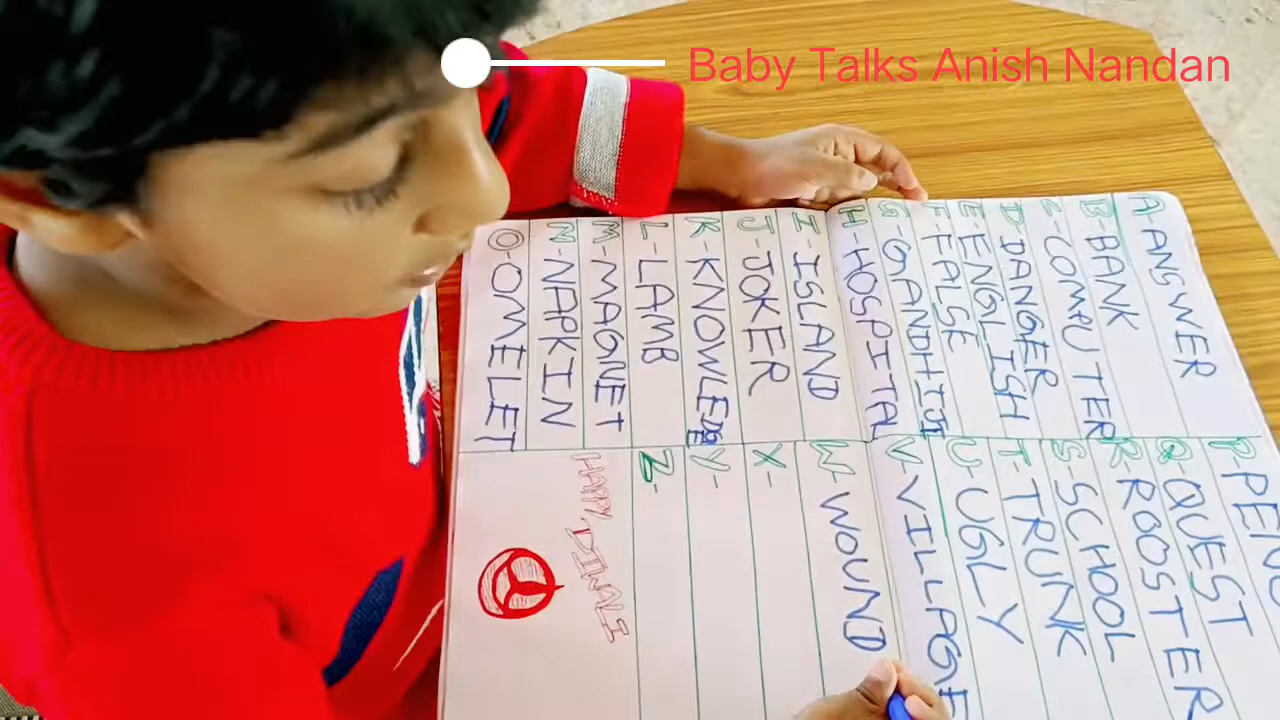 Baby Talks Anish Nandan
A-ANSWER
B-BANK
C-COMPUTER
D-DANGER
E-ENGLISH
F-FALSE
G-GANDHIJI
H-HOSPITAL
I-ISLAND
J-JOKER
K-KNOWLEDGE
L-LAMB
M-MAGNET
N-NAPKIN
O-OMELET
P-PENG
Q-QUEST
R-ROOSTER
S-SCHOOL
T-TRUNK
U-UGLY
V-VILLAGE
W-WOUND
X-
Y-
Z-
HAPPY